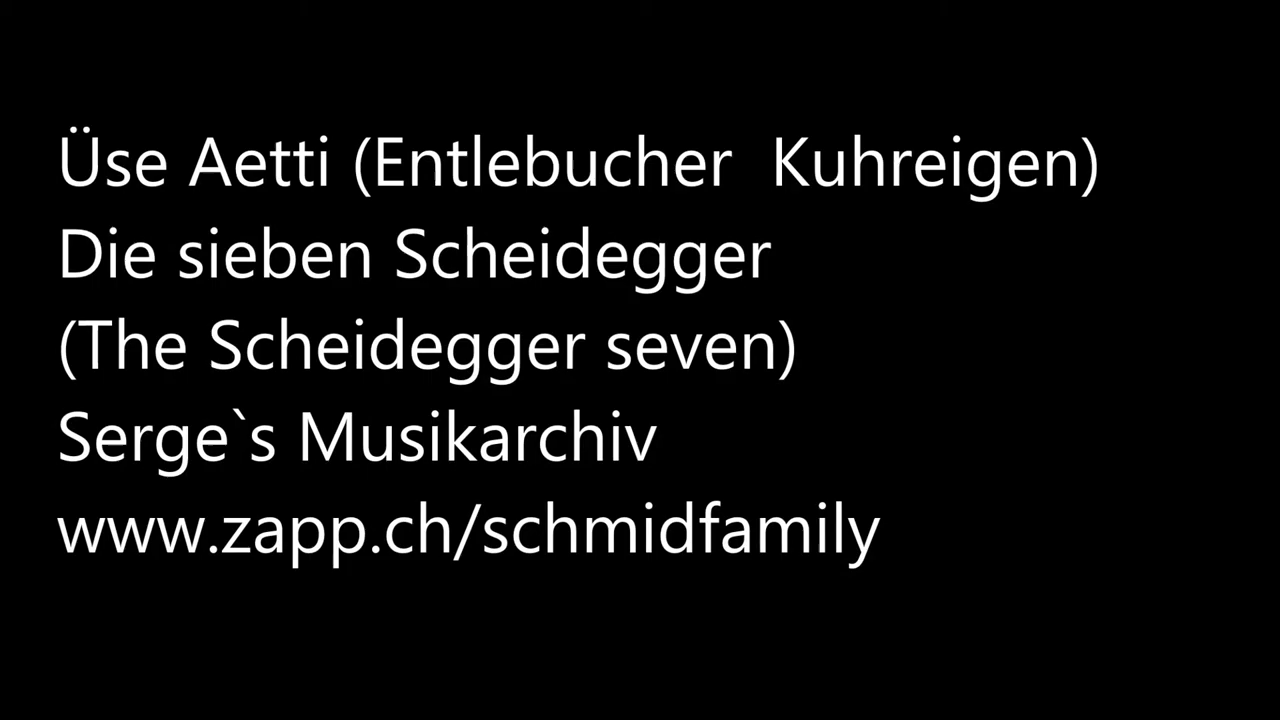 Üse Aetti (Entlebucher  Kuhreigen)
Die sieben Scheidegger
(The Scheidegger seven)
Serge`s Musikarchiv
www.zapp.ch/schmidfamily